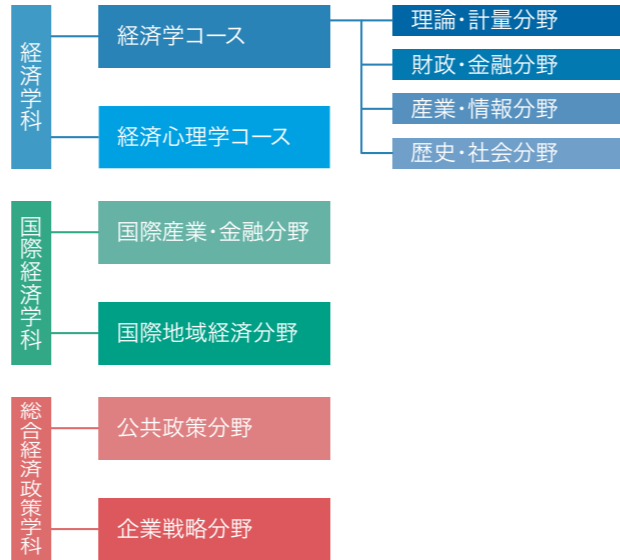 経済学科
経済学コース
理論・計量分野
財政・金融分野
産業・情報分野
歴史・社会分野
経済心理学コース
国際経済学科
国際産業・金融分野
国際地域経済分野
総合経済政策学科
公共政策分野
企業戦略分野